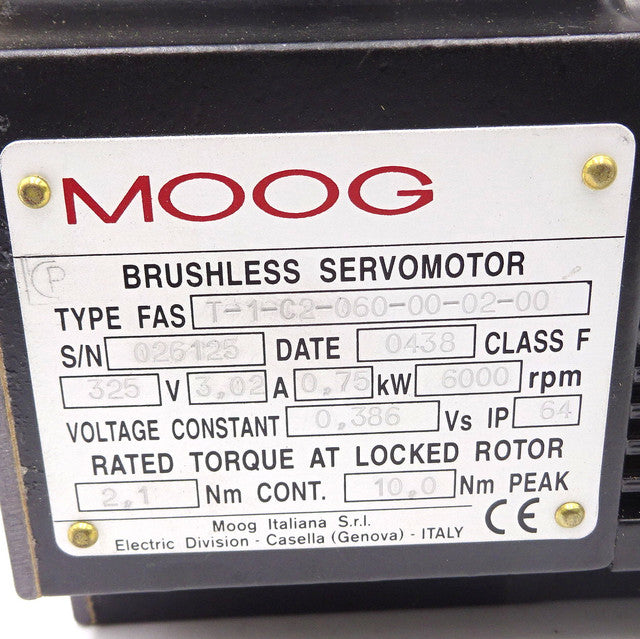 MOOG
CP
BRUSHLESS SERVOMOTOR
TYPE FAS T-1-C2-060-00-02-00
S/N 026125 DATE 0438 CLASS F
325 V 3,02 A 0,75 kW 6000 rpm
VOLTAGE CONSTANT 0,386 Vs IP 64
RATED TORQUE AT LOCKED ROTOR
2,1 Nm CONT. 10,0 Nm PEAK
Moog Italiana S.r.l.
Electric Division - Casella (Genova) - ITALY
CE